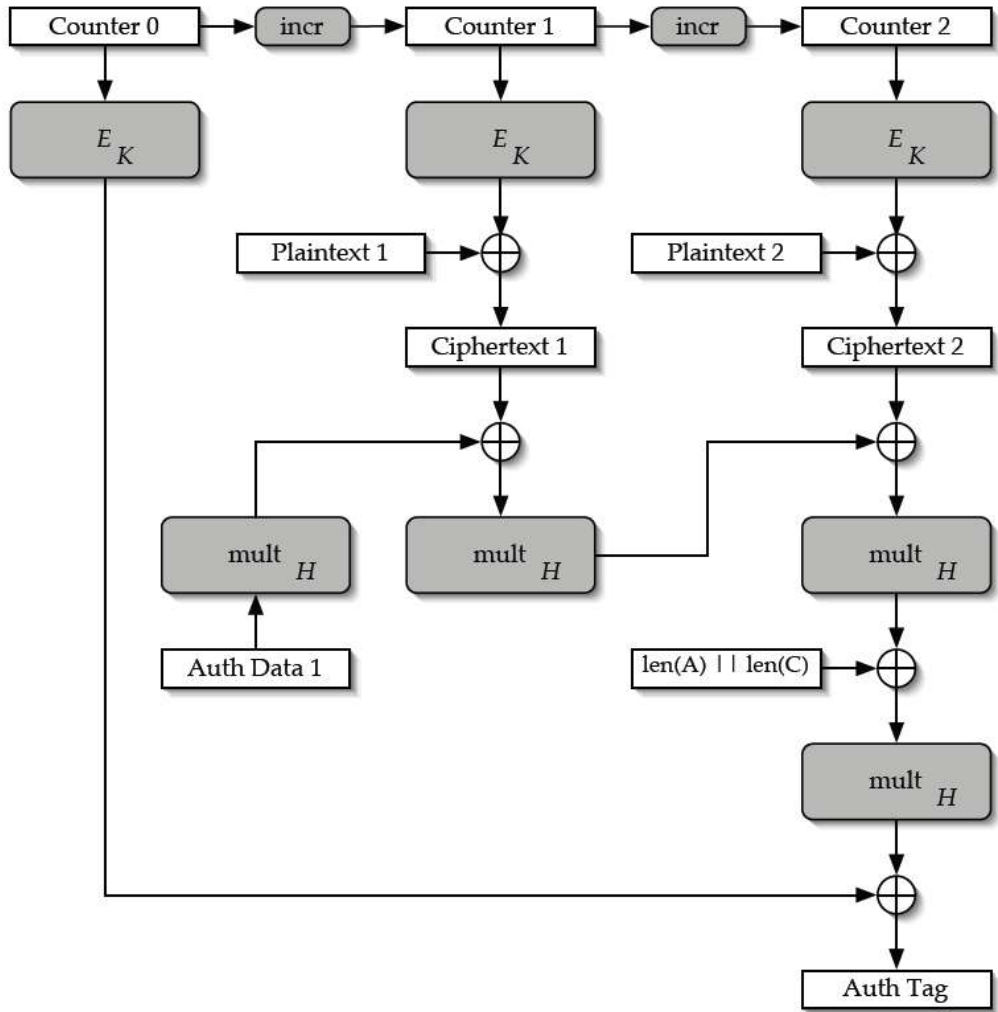 Counter 0
incr
Counter 1
incr
Counter 2
E K
E K
E K
Plaintext 1
Plaintext 2
Ciphertext 1
Ciphertext 2
mult H
mult H
mult H
Auth Data 1
len(A) || len(C)
mult H
Auth Tag